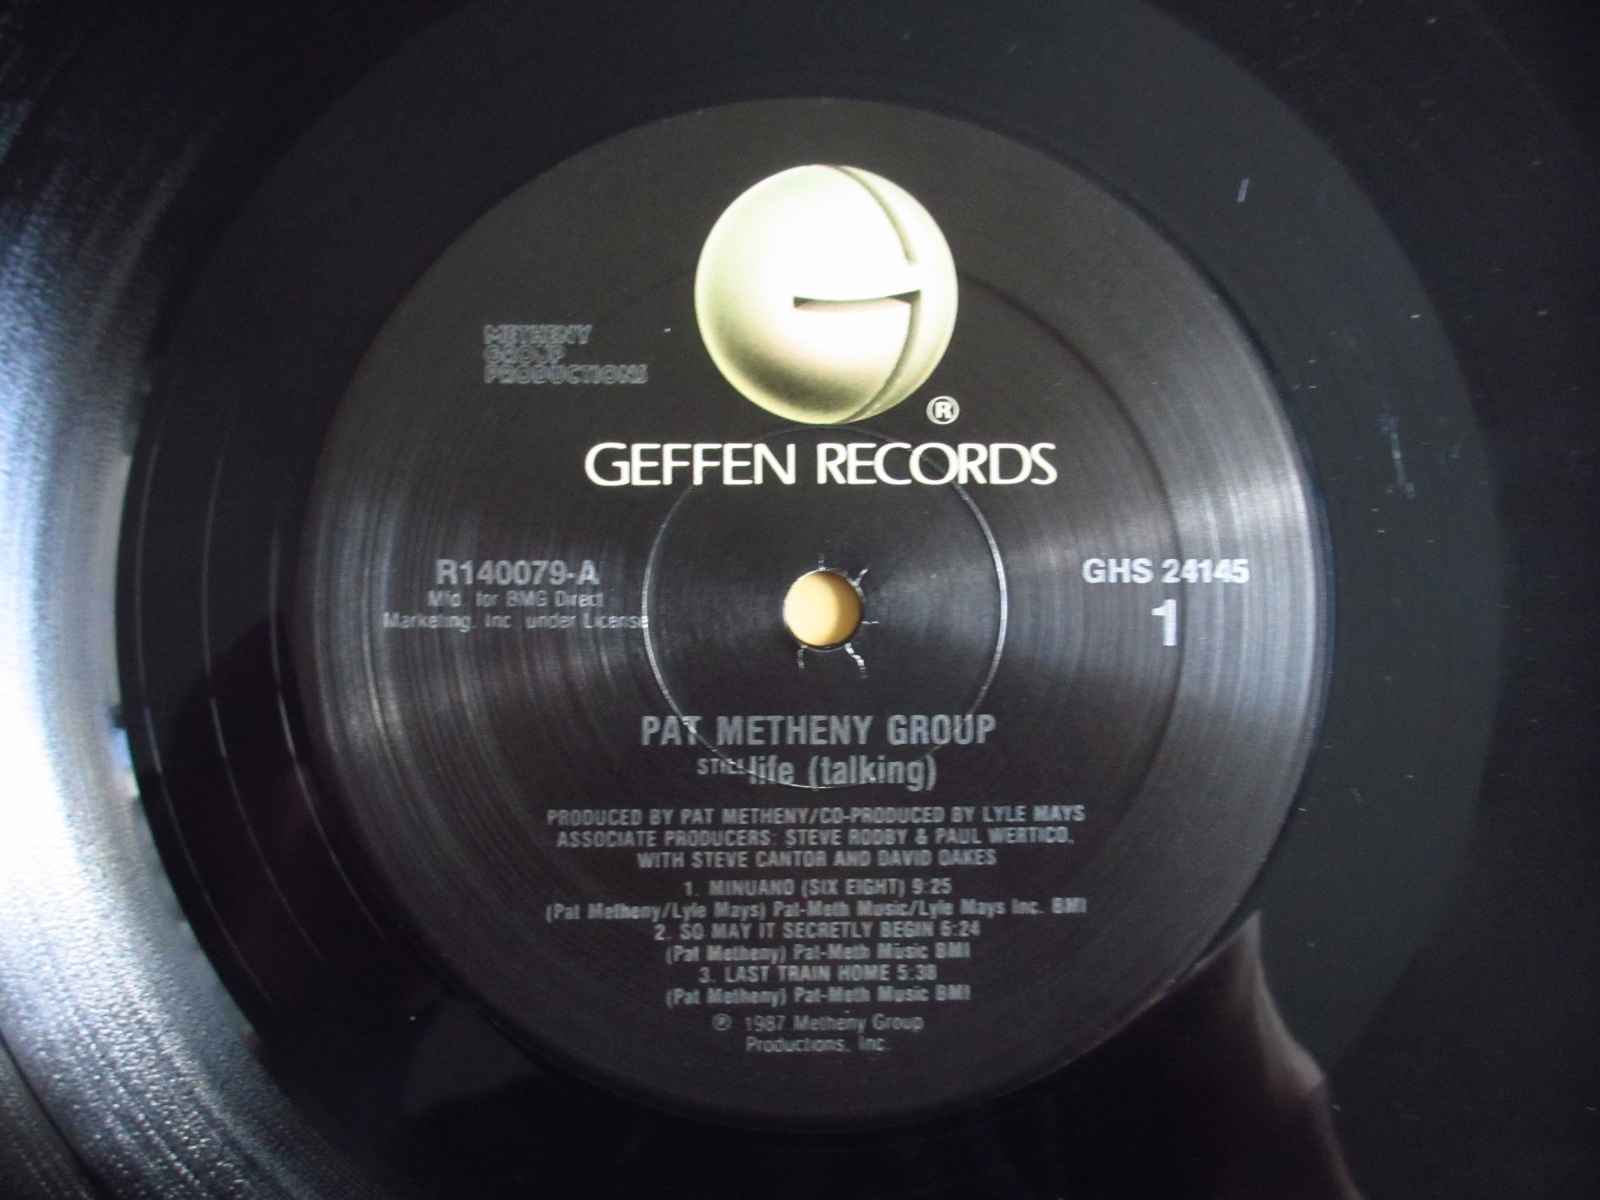 METHENY
GROUP
PRODUCTIONS
®
GEFFEN RECORDS
R140079-A
Mfd. for BMG Direct
Marketing, Inc. under License
GHS 24145
1
PAT METHENY GROUP
STILL life (talking)
PRODUCED BY PAT METHENY/CO-PRODUCED BY LYLE MAYS
ASSOCIATE PRODUCERS: STEVE RODBY & PAUL WERTICO,
WITH STEVE CANTOR AND DAVID OAKES
1. MINUANO (SIX EIGHT) 9:25
(Pat Metheny/Lyle Mays) Pat-Meth Music/Lyle Mays Inc. BMI
2. SO MAY IT SECRETLY BEGIN 6:24
(Pat Metheny) Pat-Meth Music BMI
3. LAST TRAIN HOME 5:38
(Pat Metheny) Pat-Meth Music BMI
℗ 1987 Metheny Group
Productions, Inc.